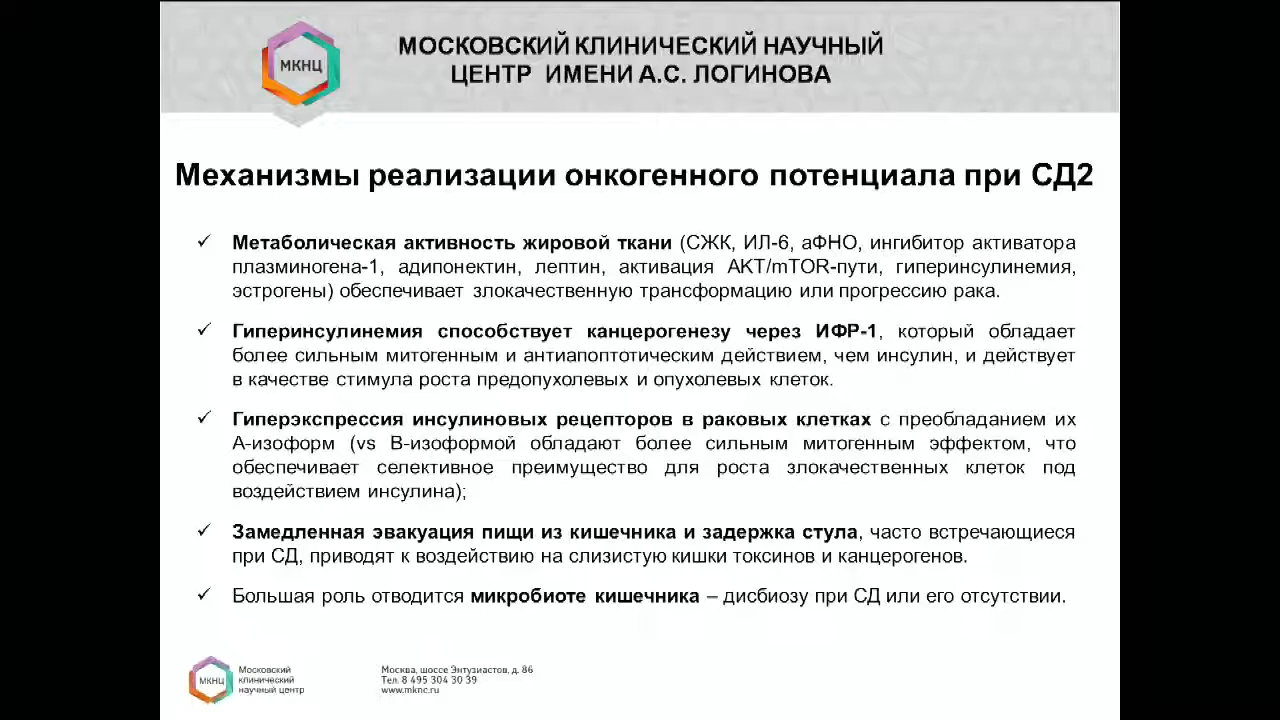 МКНЦ
МОСКОВСКИЙ КЛИНИЧЕСКИЙ НАУЧНЫЙ
ЦЕНТР ИМЕНИ А.С. ЛОГИНОВА
Механизмы реализации онкогенного потенциала при СД2
✓ Метаболическая активность жировой ткани (СЖК, ИЛ-6, аФНО, ингибитор активатора
плазминогена-1, адипонектин, лептин, активация AKT/mTOR-пути, гиперинсулинемия,
эстрогены) обеспечивает злокачественную трансформацию или прогрессию рака.
✓ Гиперинсулинемия способствует канцерогенезу через ИФР-1, который обладает
более сильным митогенным и антиапоптотическим действием, чем инсулин, и действует
в качестве стимула роста предопухолевых и опухолевых клеток.
✓ Гиперэкспрессия инсулиновых рецепторов в раковых клетках с преобладанием их
А-изоформ (vs В-изоформой обладают более сильным митогенным эффектом, что
обеспечивает селективное преимущество для роста злокачественных клеток под
воздействием инсулина);
✓ Замедленная эвакуация пищи из кишечника и задержка стула, часто встречающиеся
при СД, приводят к воздействию на слизистую кишки токсинов и канцерогенов.
✓ Большая роль отводится микробиоте кишечника – дисбиозу при СД или его отсутствии.
МКНЦ
Московский
клинический
научный центр
Москва, шоссе Энтузиастов, д. 86
Тел. 8 495 304 30 39
www.mknc.ru